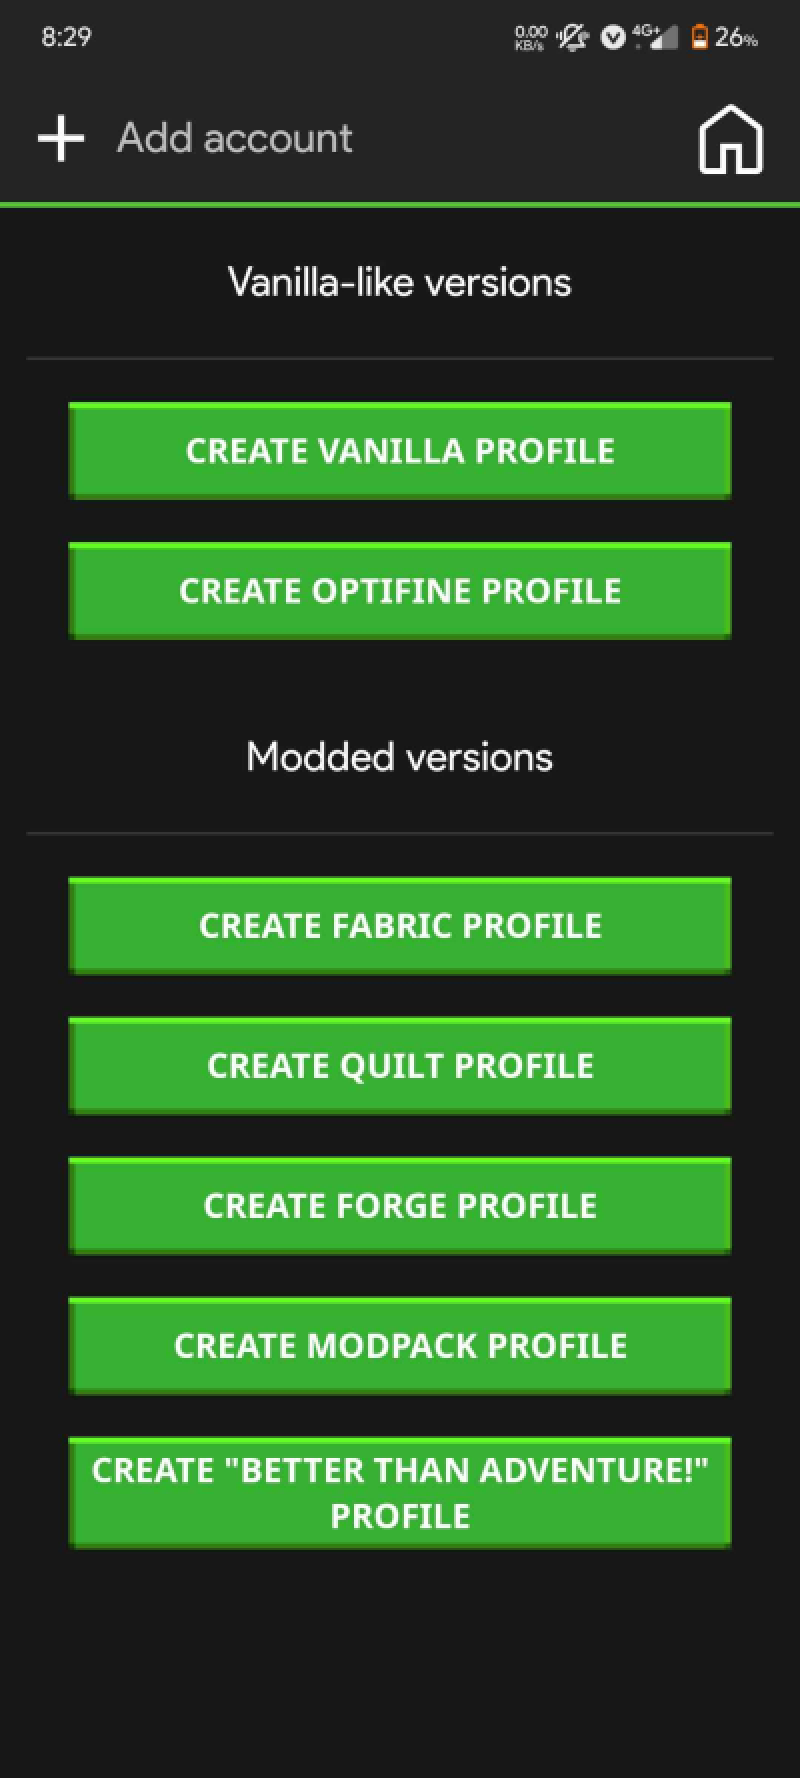 8:29
0.00
KB/s
4G+
26%
Add account
Vanilla-like versions
CREATE VANILLA PROFILE
CREATE OPTIFINE PROFILE
Modded versions
CREATE FABRIC PROFILE
CREATE QUILT PROFILE
CREATE FORGE PROFILE
CREATE MODPACK PROFILE
CREATE "BETTER THAN ADVENTURE!"
PROFILE